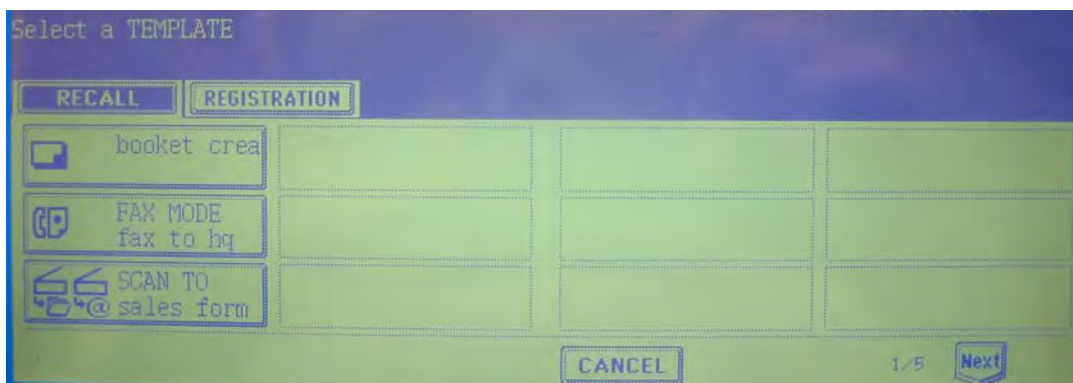 Select a TEMPLATE
RECALL REGISTRATION
booket crea
FAX MODE
fax to hq
SCAN TO
@ sales form
CANCEL 1/5 Next